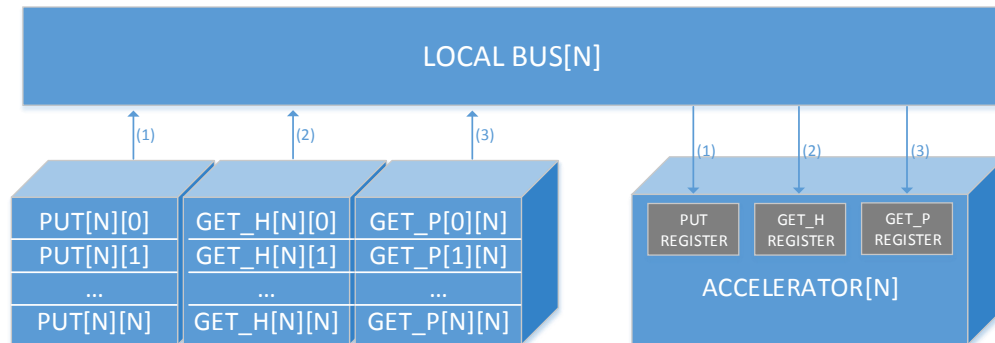 LOCAL BUS[N]
(1)
(2)
(3)
(1)
(2)
(3)
PUT[N][0]
PUT[N][1]
...
PUT[N][N]
GET_H[N][0]
GET_H[N][1]
...
GET_H[N][N]
GET_P[0][N]
GET_P[1][N]
...
GET_P[N][N]
PUT
REGISTER
GET_H
REGISTER
GET_P
REGISTER
ACCELERATOR[N]